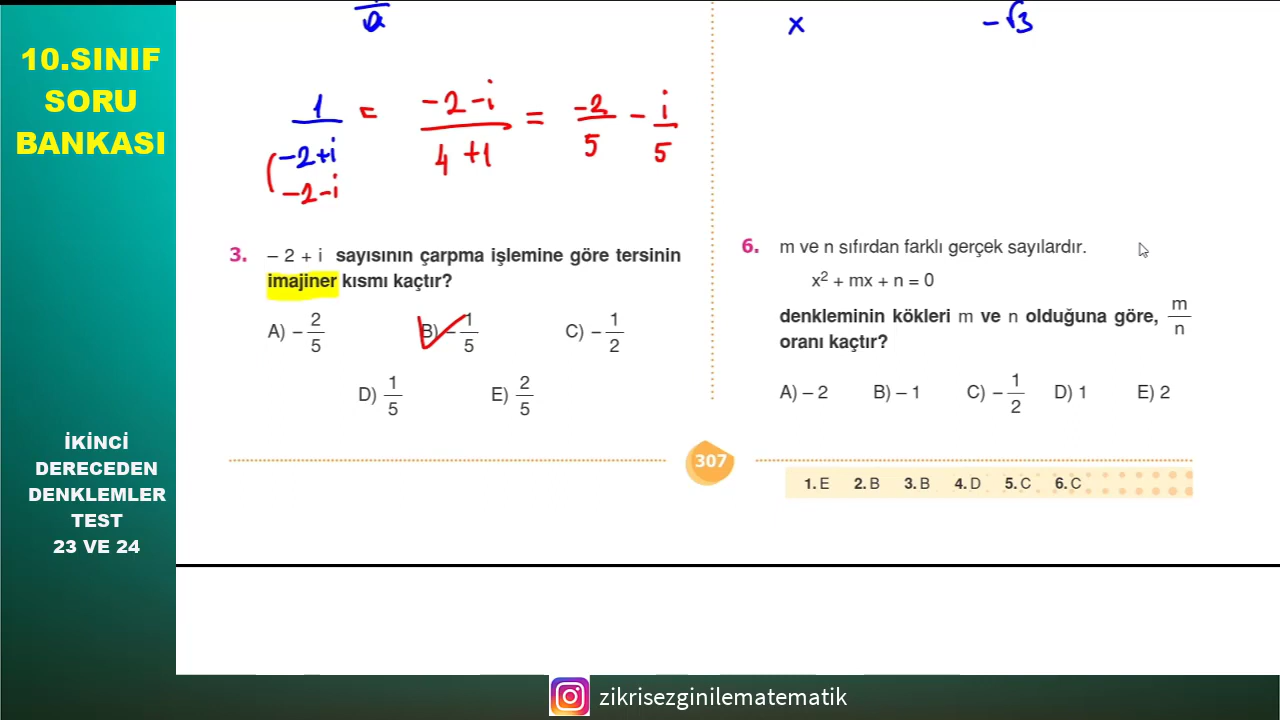 10.SINIF
SORU
BANKASI
İKİNCİ
DERECEDEN
DENKLEMLER
TEST
23 VE 24
a
1/(-2+i) = (-2-i)/(4+1) = -2/5 - i/5
(-2-i
3. – 2 + i sayısının çarpma işlemine göre tersinin
imajiner kısmı kaçtır?
A) – 2/5 B) – 1/5 C) – 1/2
D) 1/5 E) 2/5
x -√3
6. m ve n sıfırdan farklı gerçek sayılardır.
x² + mx + n = 0
denkleminin kökleri m ve n olduğuna göre, m/n
oranı kaçtır?
A) – 2 B) – 1 C) – 1/2 D) 1 E) 2
307
1. E 2. B 3. B 4. D 5. C 6. C
zikrisezginilematematik